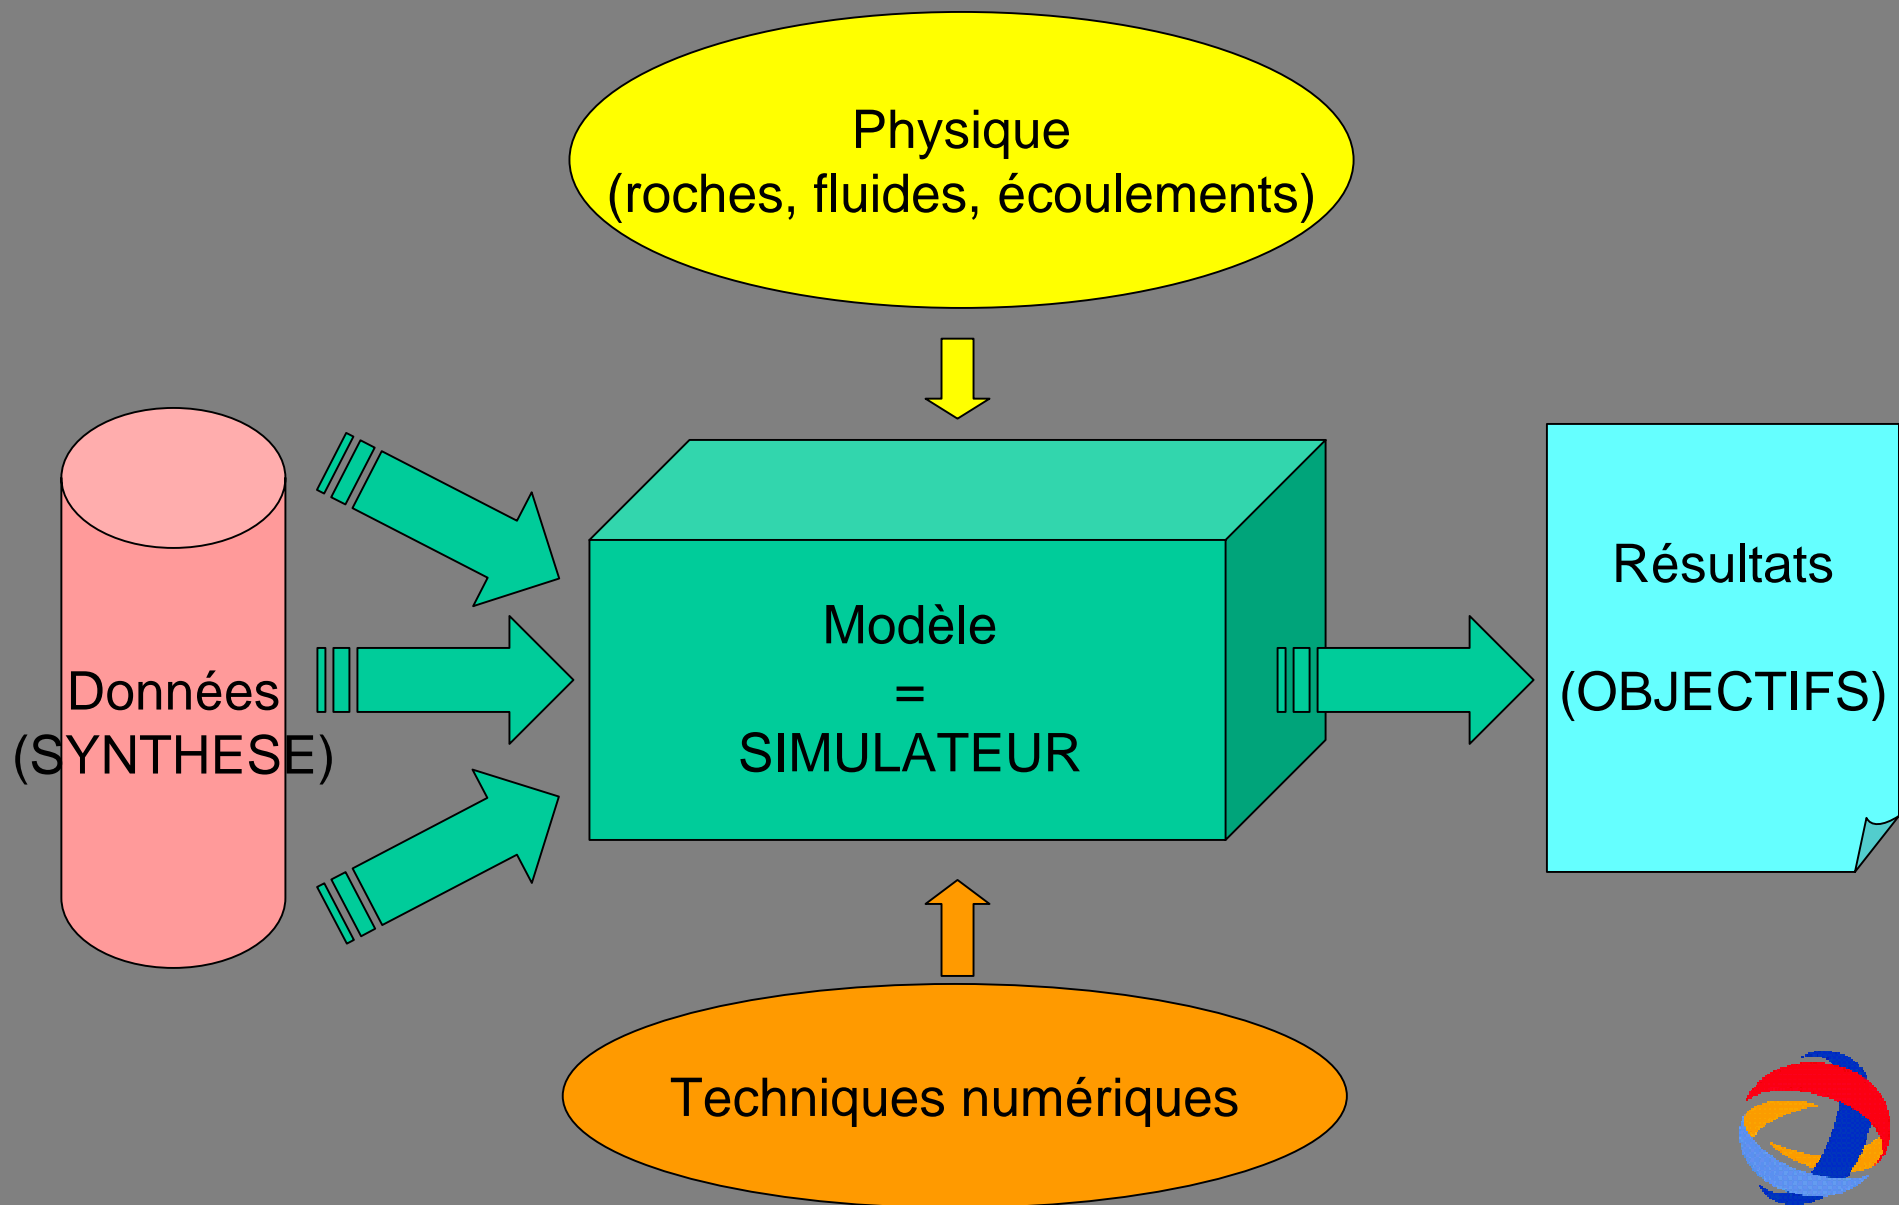 Physique
(roches, fluides, écoulements)
Données
(SYNTHESE)
Modèle
=
SIMULATEUR
Résultats
(OBJECTIFS)
Techniques numériques